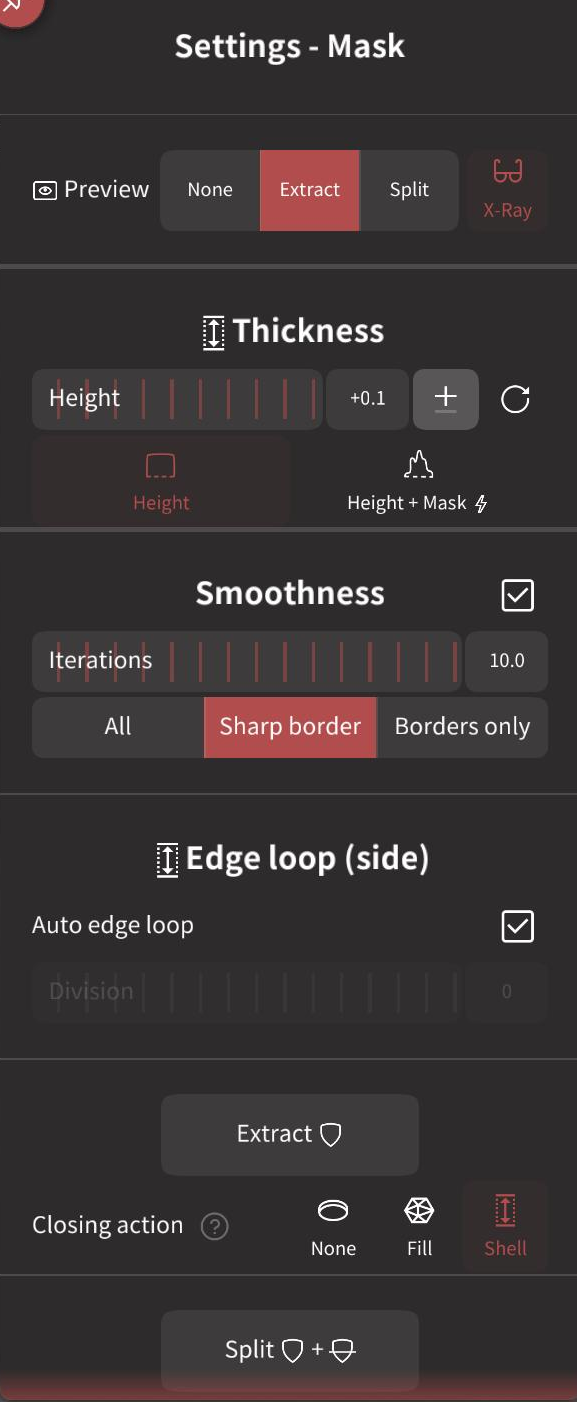 Settings - Mask
Preview None Extract Split X-Ray
Thickness
Height +0.1 ±
Height Height + Mask
Smoothness
Iterations 10.0
All Sharp border Borders only
Edge loop (side)
Auto edge loop
Division 0
Extract
Closing action ? None Fill Shell
Split +